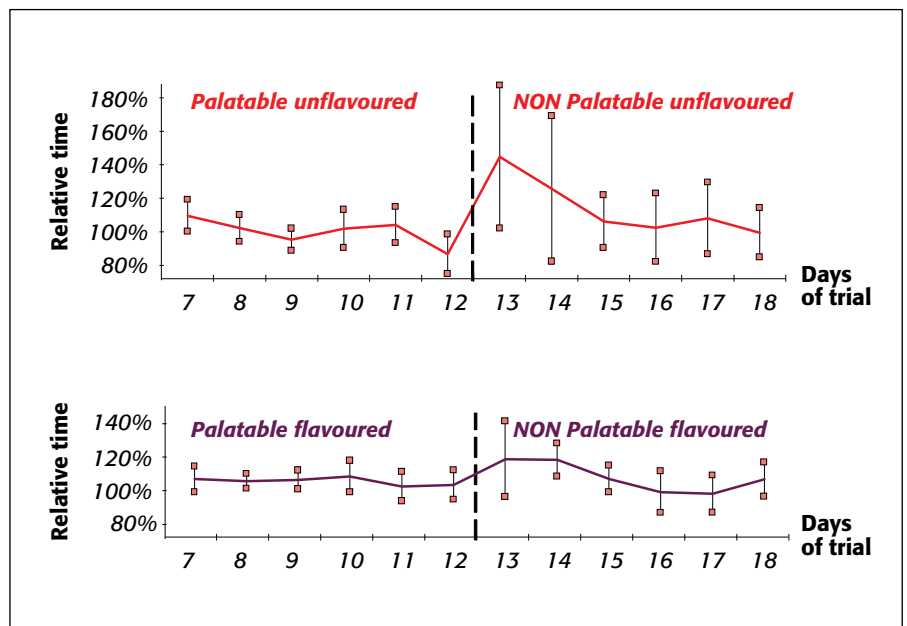 Palatable unflavoured NON Palatable unflavoured
Relative time
180%
160%
140%
120%
100%
80%
7 8 9 10 11 12 13 14 15 16 17 18
Days
of trial
Palatable flavoured NON Palatable flavoured
Relative time
140%
120%
100%
80%
7 8 9 10 11 12 13 14 15 16 17 18
Days
of trial